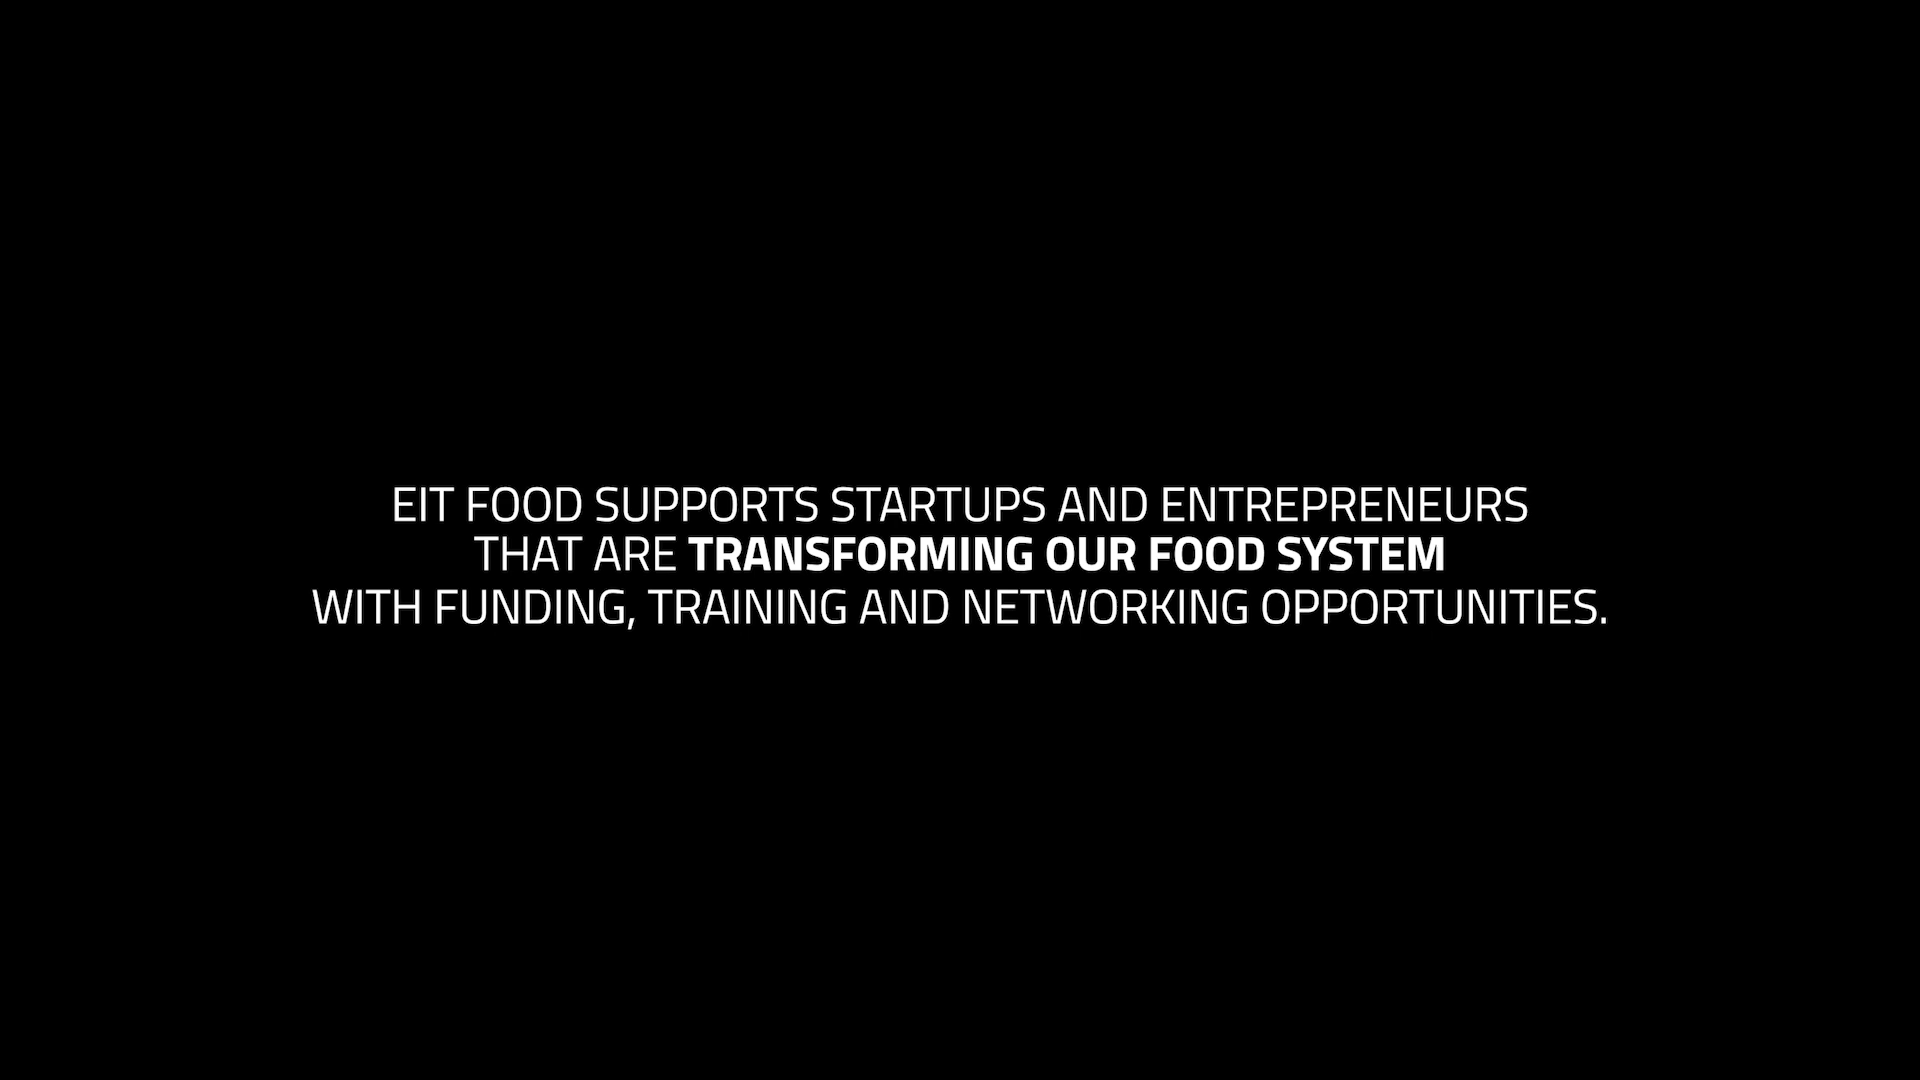 EIT FOOD SUPPORTS STARTUPS AND ENTREPRENEURS
THAT ARE TRANSFORMING OUR FOOD SYSTEM
WITH FUNDING, TRAINING AND NETWORKING OPPORTUNITIES.